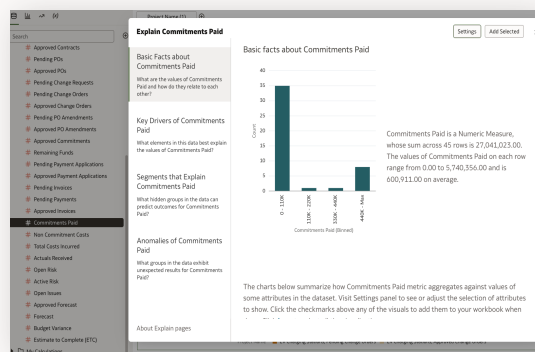 Project Name (1)
Search
# Approved Contracts
# Pending POs
# Approved POs
# Pending Change Requests
# Pending Change Orders
# Approved Change Orders
# Pending PO Amendments
# Approved PO Amendments
# Approved Commitments
# Remaining Funds
# Pending Payment Applications
# Approved Payment Applications
# Pending Invoices
# Pending Payments
# Approved Invoices
# Commitments Paid
# Non Commitment Costs
# Total Costs Incurred
# Actuals Received
# Open Risk
# Active Risk
# Open Issues
# Approved Forecast
# Forecast
# Budget Variance
# Estimate to Complete (ETC)
My Calculations
Explain Commitments Paid
Settings
Add Selected
Basic Facts about
Commitments Paid
What are the values of Commitments
Paid and how do they relate to each
other?
Key Drivers of Commitments
Paid
What elements in this data best explain
the values of Commitments Paid?
Segments that Explain
Commitments Paid
What hidden groups in the data can
predict outcomes for Commitments
Paid?
Anomalies of Commitments
Paid
What groups in the data exhibit
unexpected results for Commitments
Paid?
About Explain pages
Basic facts about Commitments Paid
40
35
30
25
20
15
10
5
0
Count
0 - 110K
110K - 220K
330K - 440K
440K - Max
Commitments Paid (Binned)
Commitments Paid is a Numeric Measure,
whose sum across 45 rows is 27,041,023.00.
The values of Commitments Paid on each row
range from 0.00 to 5,740,356.00 and is
600,911.00 on average.
The charts below summarize how Commitments Paid metric aggregates against values of
some attributes in the dataset. Visit Settings panel to see or adjust the selection of attributes
to show. Click the checkmarks above any of the visuals to add them to your workbook when